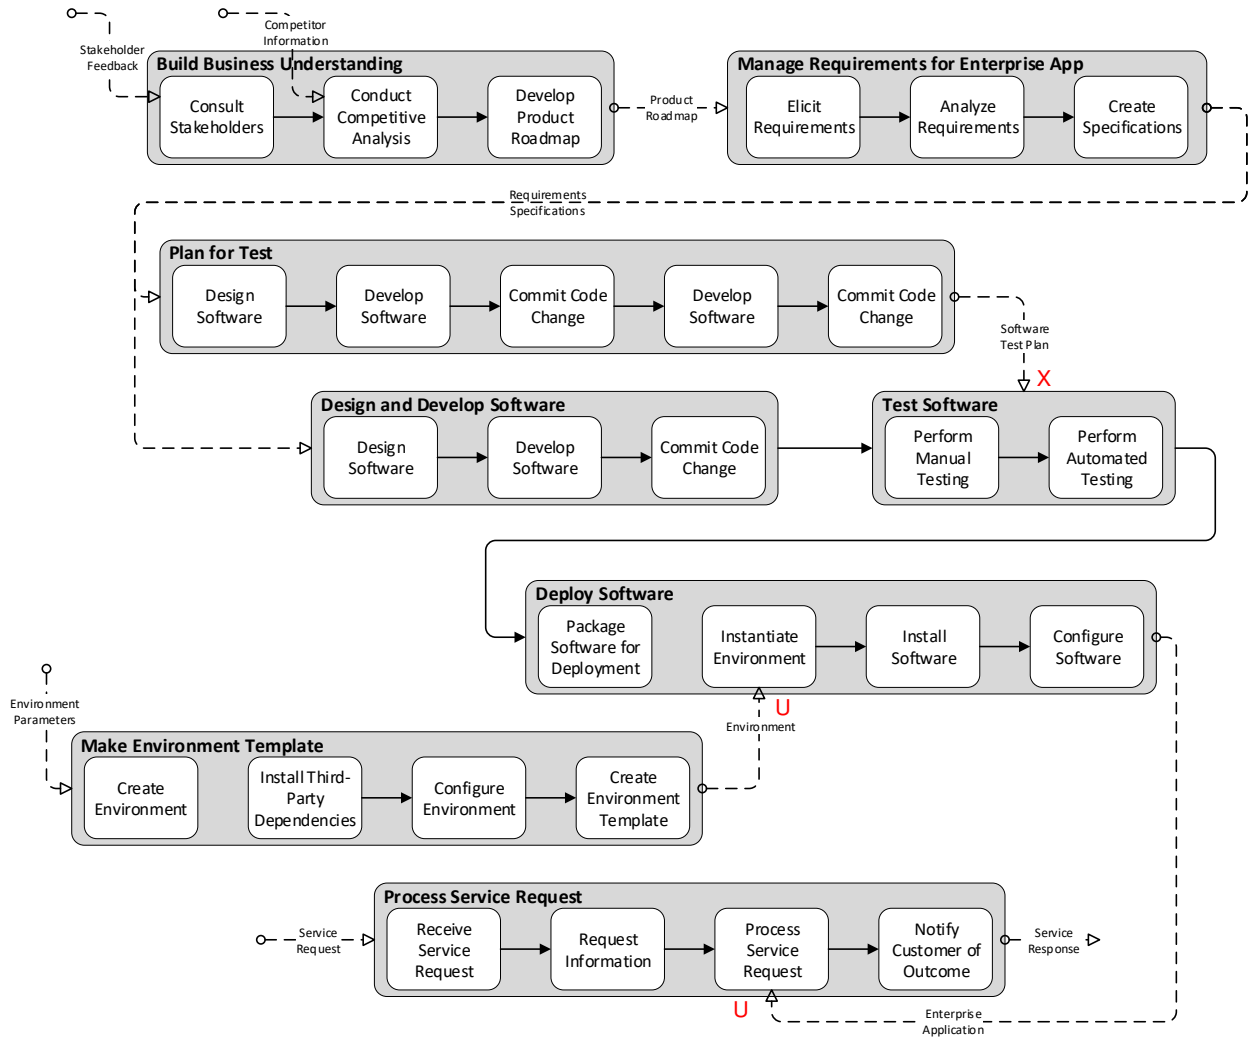 Stakeholder
Feedback
Competitor
Information
Build Business Understanding
Consult
Stakeholders
Conduct
Competitive
Analysis
Develop
Product
Roadmap
Product
Roadmap
Manage Requirements for Enterprise App
Elicit
Requirements
Analyze
Requirements
Create
Specifications
Requirements
Specifications
Plan for Test
Design
Software
Develop
Software
Commit Code
Change
Develop
Software
Commit Code
Change
Software
Test Plan
X
Design and Develop Software
Design
Software
Develop
Software
Commit Code
Change
Test Software
Perform
Manual
Testing
Perform
Automated
Testing
Deploy Software
Package
Software for
Deployment
Instantiate
Environment
Install
Software
Configure
Software
U
Environment
Environment
Parameters
Make Environment Template
Create
Environment
Install Third-
Party
Dependencies
Configure
Environment
Create
Environment
Template
Process Service Request
Service
Request
Receive
Service
Request
Request
Information
Process
Service
Request
Notify
Customer of
Outcome
Service
Response
U
Enterprise
Application